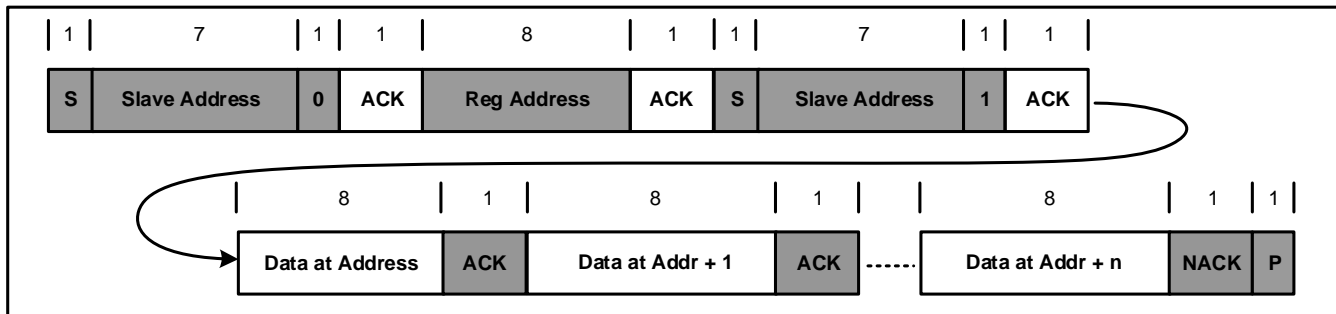 1 7 1 1 8 1 1 7 1 1
S Slave Address 0 ACK Reg Address ACK S Slave Address 1 ACK
8 1 8 1 8 1 1
Data at Address ACK Data at Addr + 1 ACK Data at Addr + n NACK P